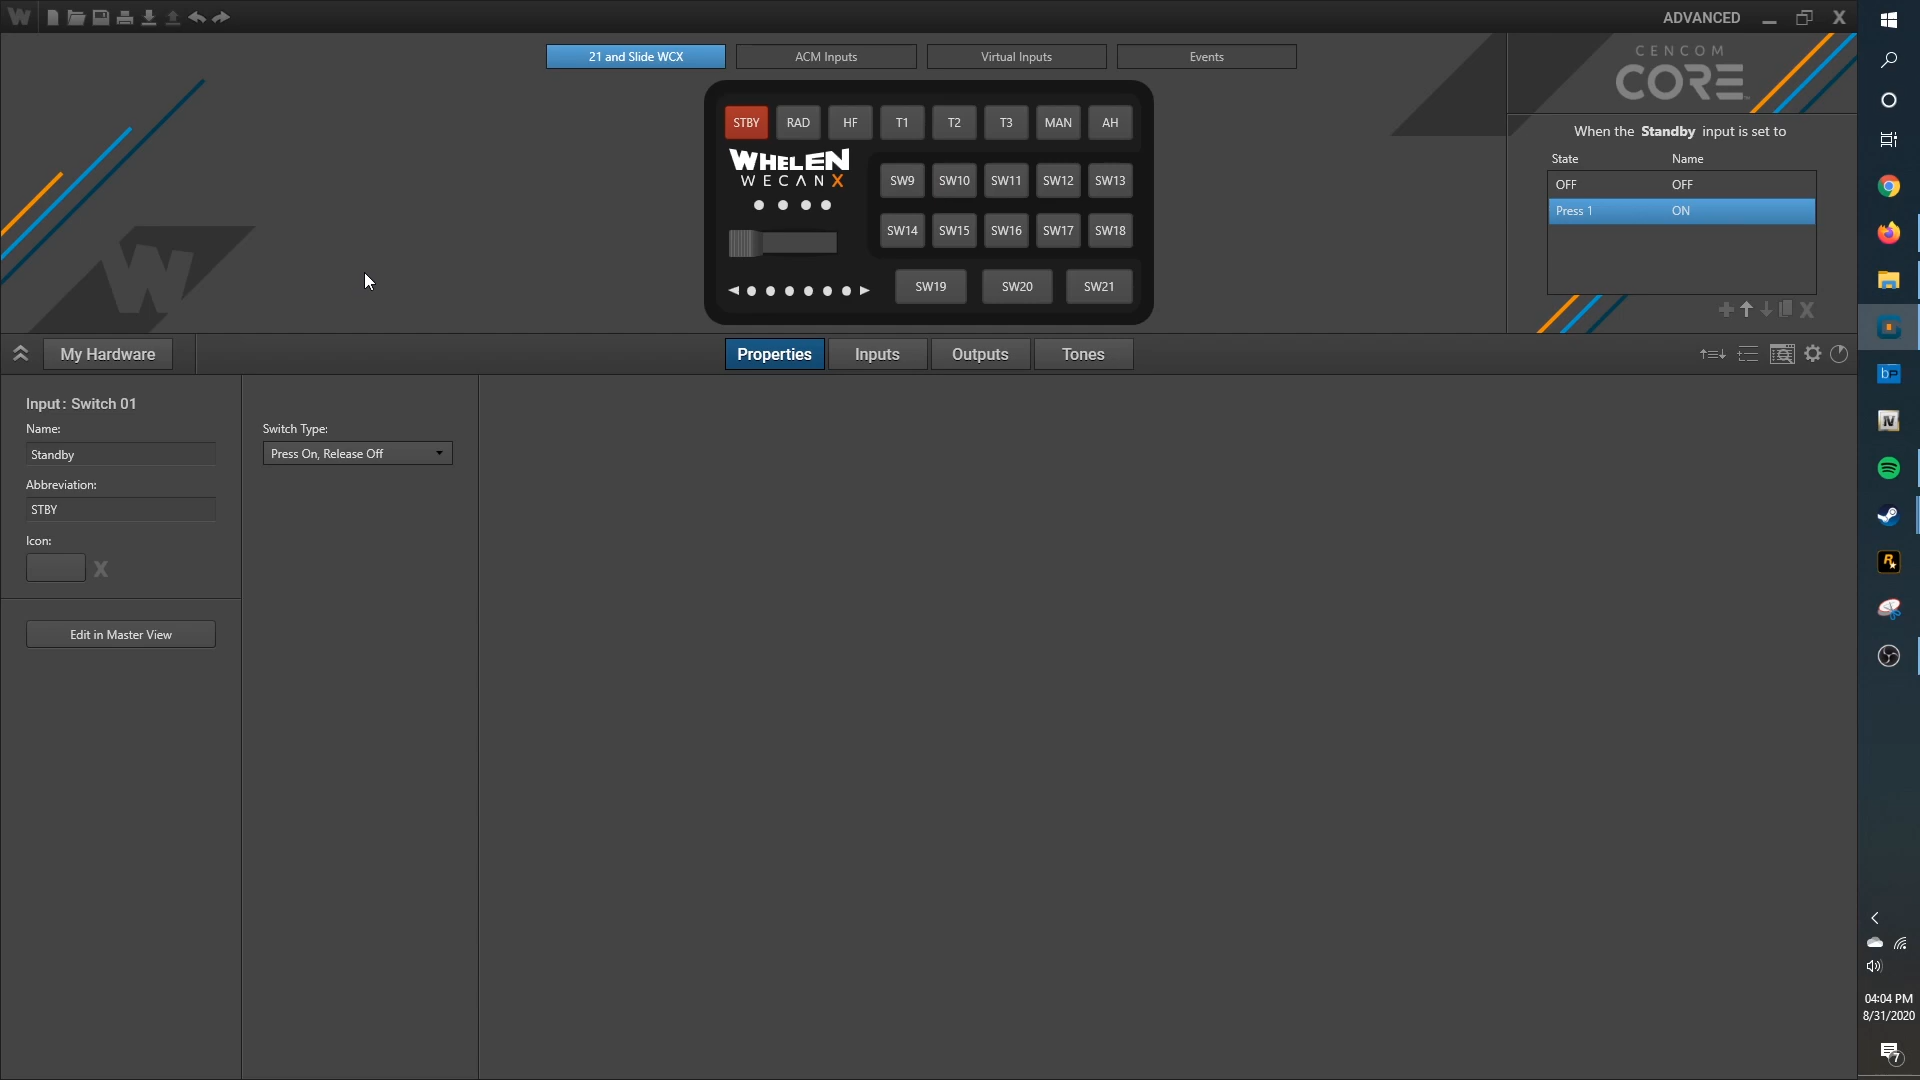 ADVANCED
21 and Slide WCX
ACM Inputs
Virtual Inputs
Events
CENCOM
CORE
STBY RAD HF T1 T2 T3 MAN AH
WHELEN
WECANX
SW9 SW10 SW11 SW12 SW13
SW14 SW15 SW16 SW17 SW18
SW19 SW20 SW21
When the Standby input is set to
State Name
OFF OFF
Press 1 ON
My Hardware
Properties
Inputs
Outputs
Tones
Input: Switch 01
Name:
Standby
Abbreviation:
STBY
Icon:
X
Edit in Master View
Switch Type:
Press On, Release Off
04:04 PM
8/31/2020
7